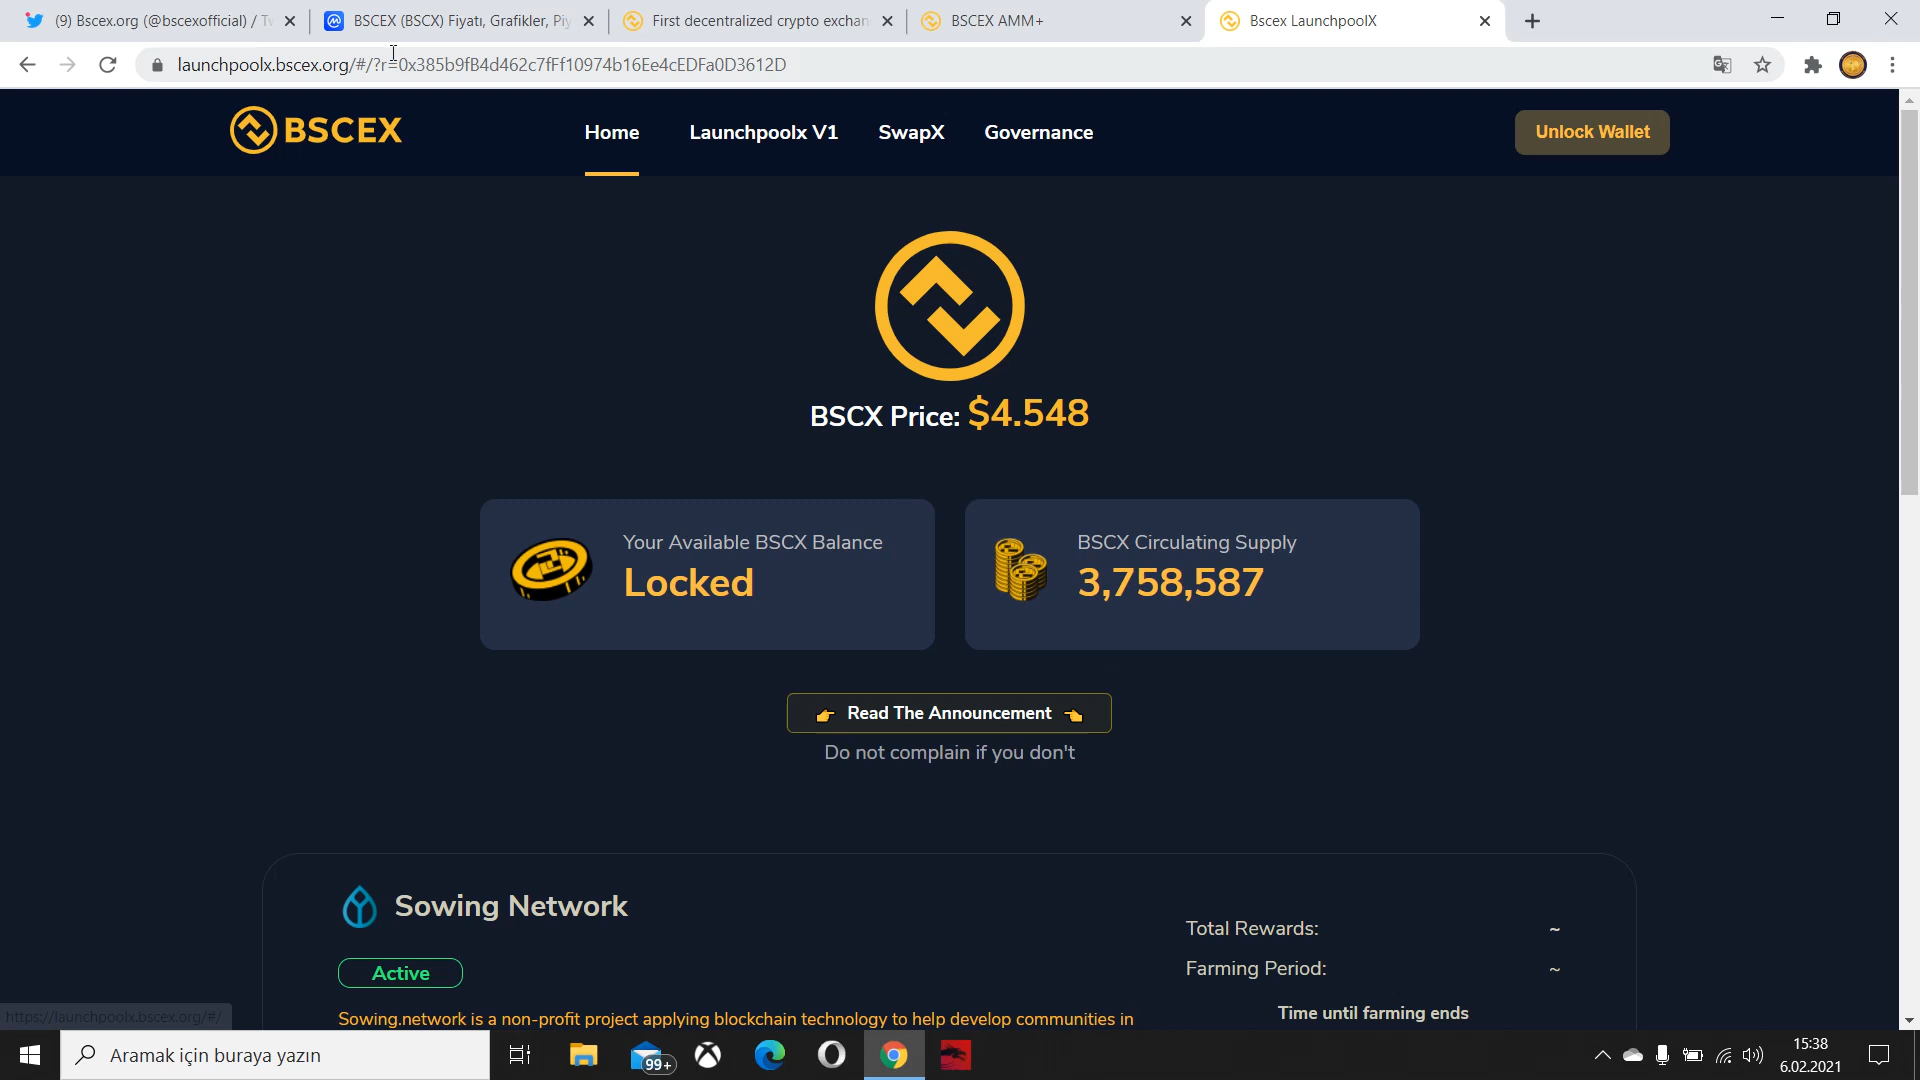 (9) Bscex.org (@bscexofficial) / Tw
BSCEX (BSCX) Fiyatı, Grafikler, Piy
First decentralized crypto exchan
BSCEX AMM+
Bscex LaunchpoolX
launchpoolx.bscex.org/#/?r=0x385b9fB4d462c7fFf10974b16Ee4cEDFa0D3612D
BSCEX
Home
Launchpoolx V1
SwapX
Governance
Unlock Wallet
BSCX Price: $4.548
Your Available BSCX Balance
Locked
BSCX Circulating Supply
3,758,587
Read The Announcement
Do not complain if you don't
Sowing Network
Active
Sowing.network is a non-profit project applying blockchain technology to help develop communities in
Total Rewards: ~
Farming Period: ~
Time until farming ends
https://launchpoolx.bscex.org/#/
Aramak için buraya yazın
99+
15:38
6.02.2021